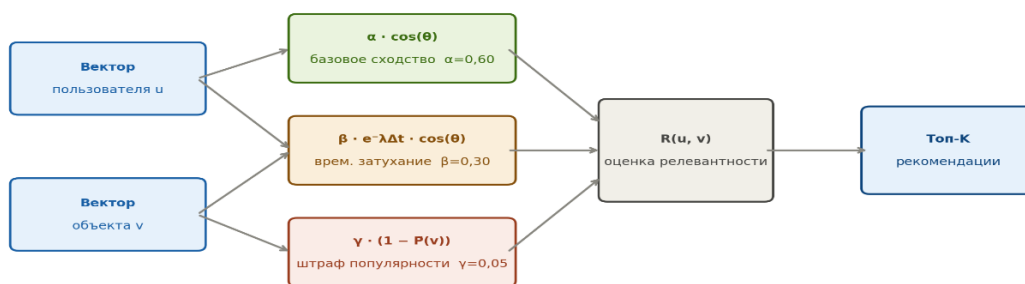 Вектор
пользователя u
Вектор
объекта v
α · cos(θ)
базовое сходство α=0,60
β · e⁻λΔt · cos(θ)
врем. затухание β=0,30
γ · (1 − P(v))
штраф популярности γ=0,05
R(u, v)
оценка релевантности
Топ-K
рекомендации